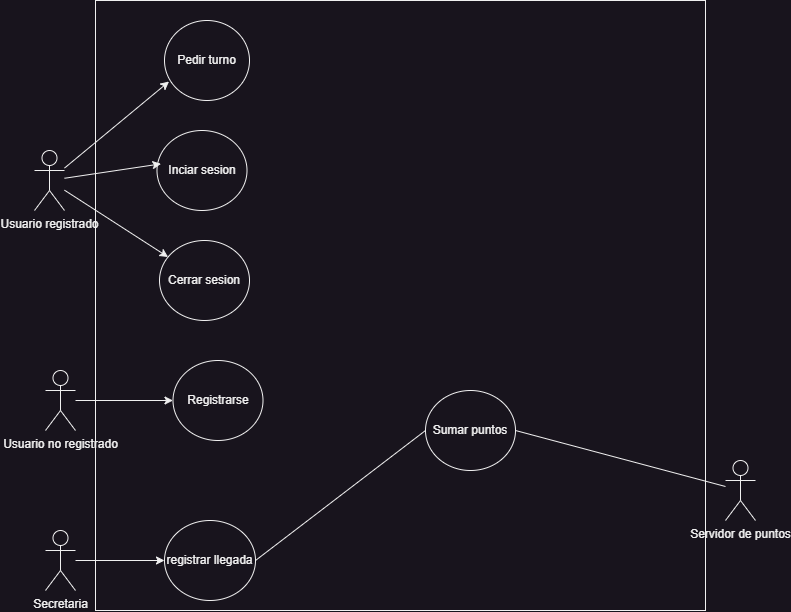 Pedir turno
Inciar sesion
Usuario registrado
Cerrar sesion
Registrarse
Usuario no registrado
Sumar puntos
Servidor de puntos
registrar llegada
Secretaria